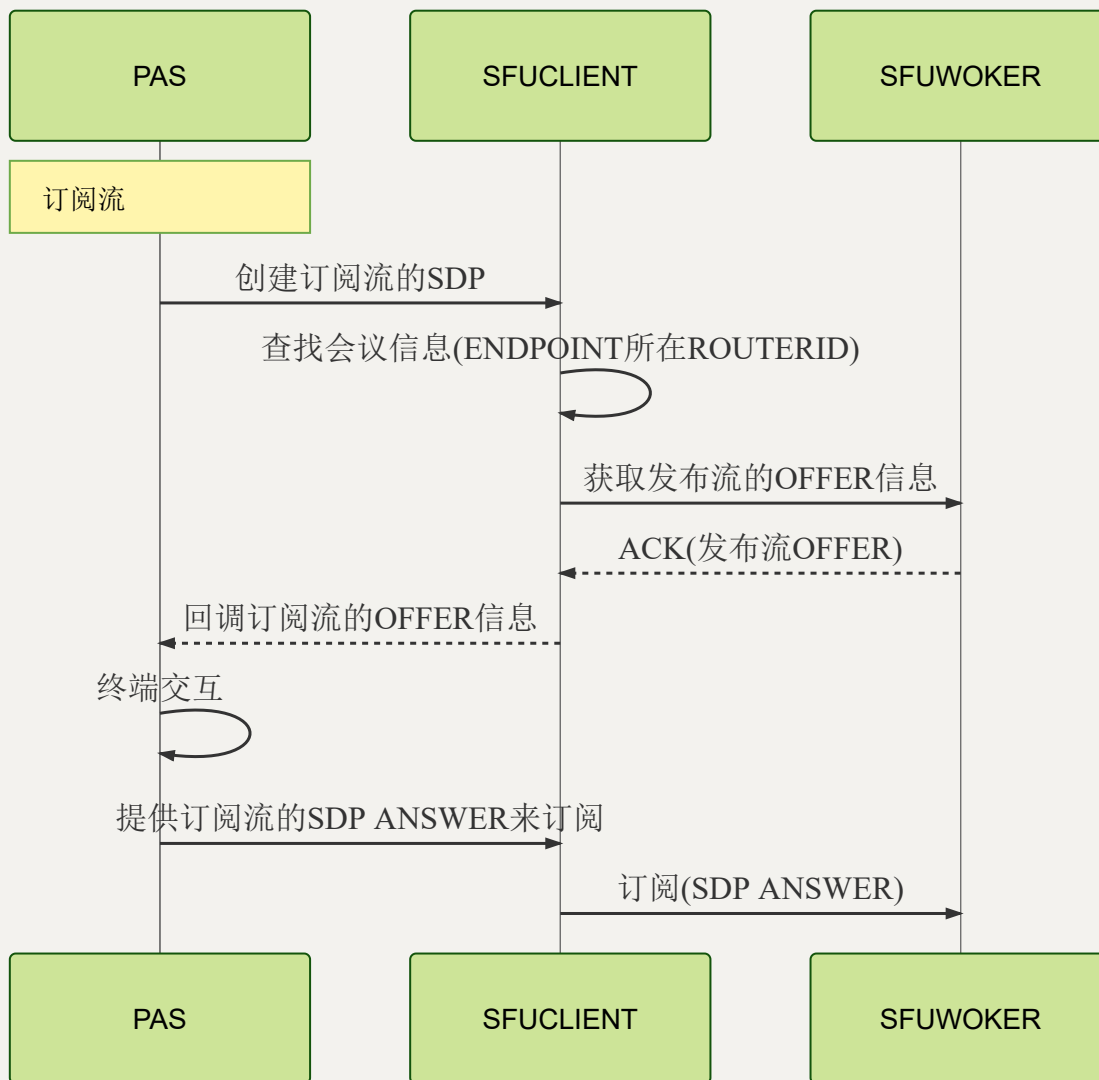 PAS
SFUCLIENT
SFUWOKER
订阅流
创建订阅流的SDP
查找会议信息(ENDPOINT所在ROUTERID)
获取发布流的OFFER信息
ACK(发布流OFFER)
回调订阅流的OFFER信息
终端交互
提供订阅流的SDP ANSWER来订阅
订阅(SDP ANSWER)
PAS
SFUCLIENT
SFUWOKER